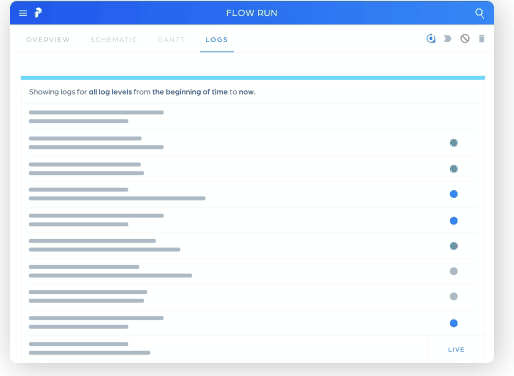 FLOW RUN
OVERVIEW SCHEMATIC GANTT LOGS
Showing logs for all log levels from the beginning of time to now.
LIVE